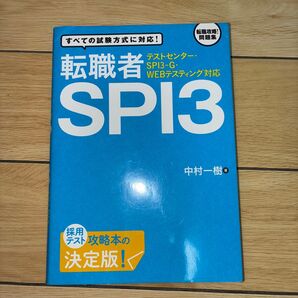 すべての試験方式に対応！
転職攻略！
問題集
転職者
テストセンター・
SPI3-G・
WEBテスティング対応
SPI3
中村一樹 著
採用
テスト
攻略本の
決定版！